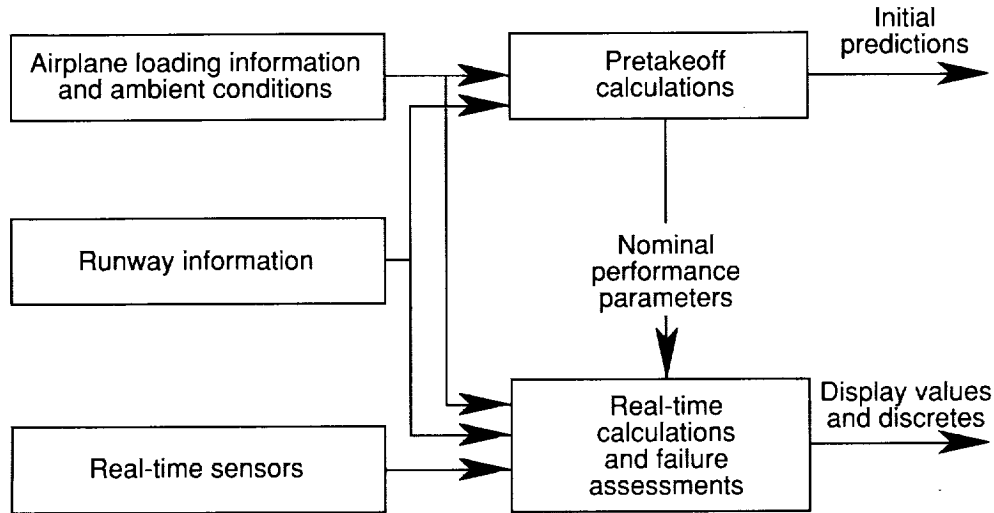 Airplane loading information
and ambient conditions
Pretakeoff
calculations
Initial
predictions
Runway information
Nominal
performance
parameters
Real-time sensors
Real-time
calculations
and failure
assessments
Display values
and discretes